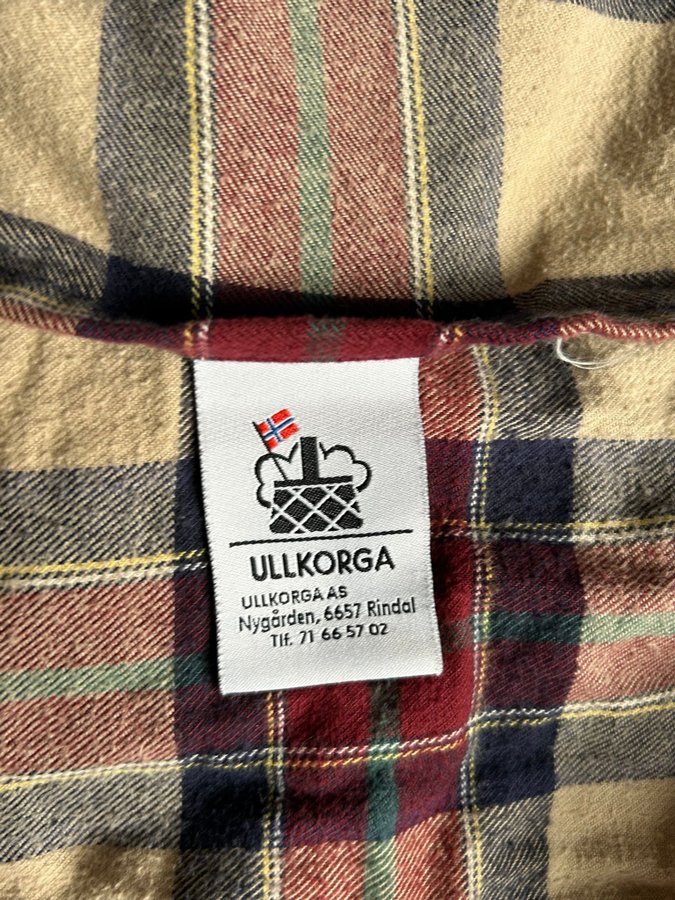 ULLKORGA
ULLKORGA AS
Nygården, 6657 Rindal
Tlf. 71 66 57 02